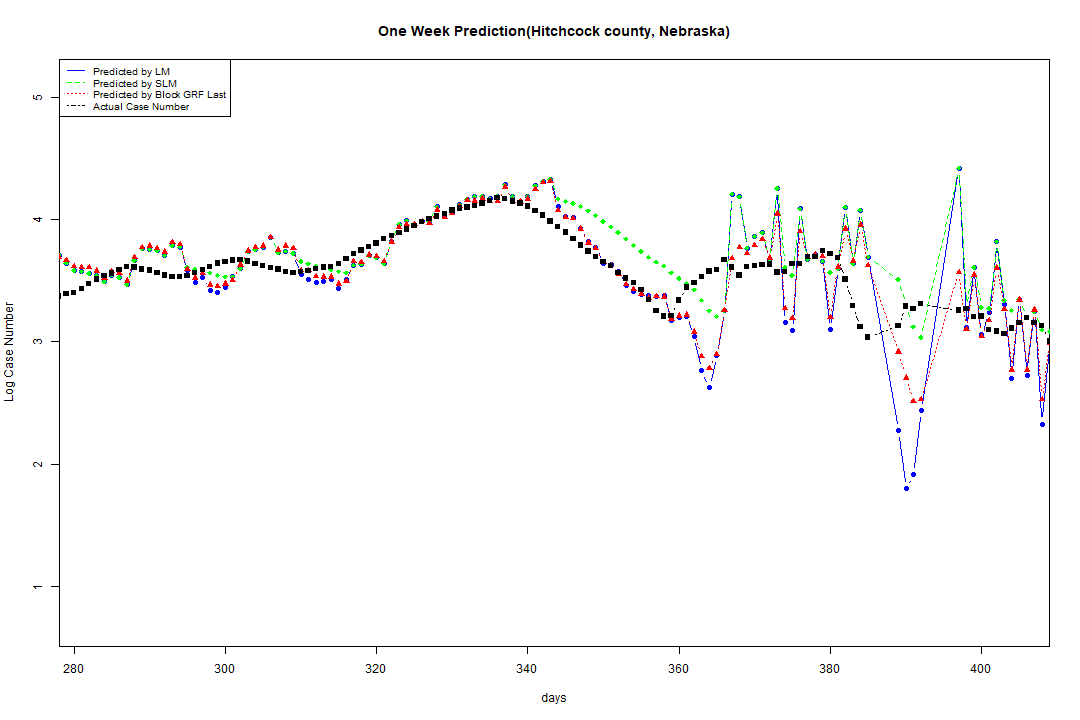 One Week Prediction(Hitchcock county, Nebraska)
Predicted by LM
Predicted by SLM
Predicted by Block GRF Last
Actual Case Number
5
4
3
2
1
Log Case Number
280 300 320 340 360 380 400
days